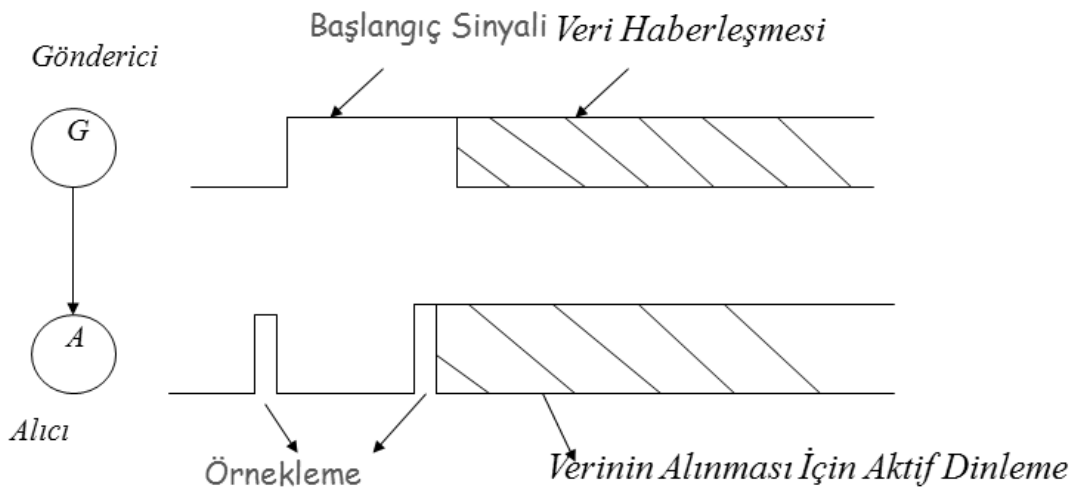 Başlangıç Sinyali
Veri Haberleşmesi
Gönderici
G
A
Alıcı
Örnekleme
Verinin Alınması İçin Aktif Dinleme